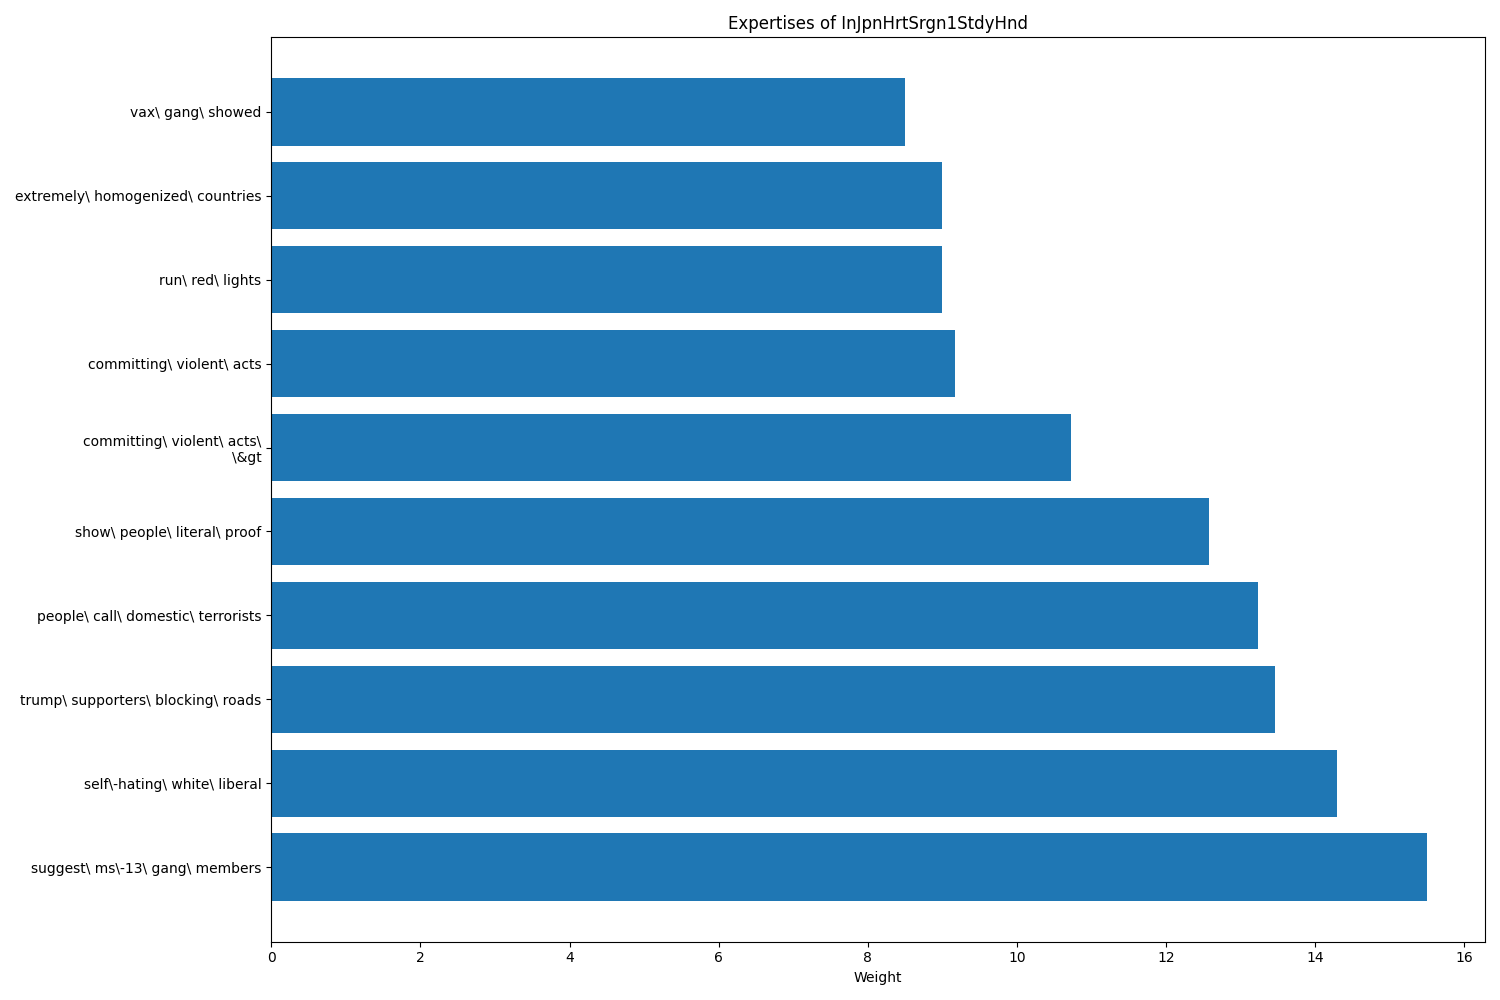 Expertises of InJpnHrtSrgn1StdyHnd
vax\ gang\ showed
extremely\ homogenized\ countries
run\ red\ lights
committing\ violent\ acts
committing\ violent\ acts\
\&gt
show\ people\ literal\ proof
people\ call\ domestic\ terrorists
trump\ supporters\ blocking\ roads
self\-hating\ white\ liberal
suggest\ ms\-13\ gang\ members
0 2 4 6 8 10 12 14 16
Weight